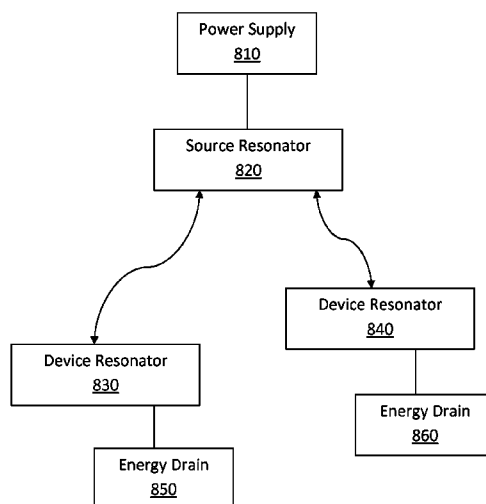 Power Supply
810
Source Resonator
820
Device Resonator
840
Device Resonator
830
Energy Drain
860
Energy Drain
850